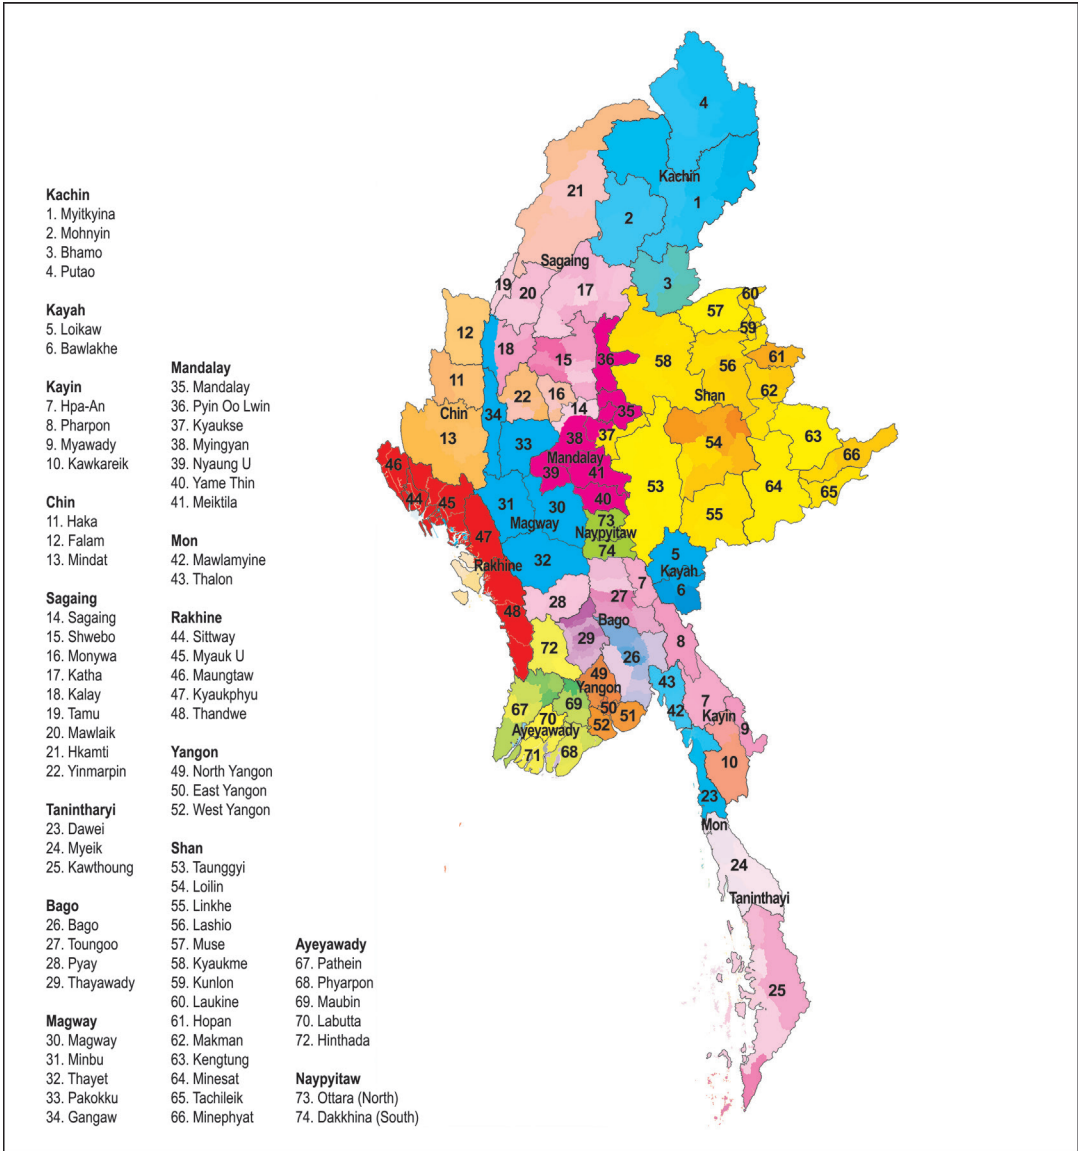 Kachin
1. Myitkyina
2. Mohnyin
3. Bhamo
4. Putao
Kayah
5. Loikaw
6. Bawlakhe
Kayin
7. Hpa-An
8. Pharpon
9. Myawady
10. Kawkareik
Chin
11. Haka
12. Falam
13. Mindat
Sagaing
14. Sagaing
15. Shwebo
16. Monywa
17. Katha
18. Kalay
19. Tamu
20. Mawlaik
21. Hkamti
22. Yinmarpin
Tanintharyi
23. Dawei
24. Myeik
25. Kawthoung
Bago
26. Bago
27. Toungoo
28. Pyay
29. Thayawady
Magway
30. Magway
31. Minbu
32. Thayet
33. Pakokku
34. Gangaw
Mandalay
35. Mandalay
36. Pyin Oo Lwin
37. Kyaukse
38. Myingyan
39. Nyaung U
40. Yame Thin
41. Meiktila
Mon
42. Mawlamyine
43. Thalon
Rakhine
44. Sittway
45. Myauk U
46. Maungtaw
47. Kyaukphyu
48. Thandwe
Yangon
49. North Yangon
50. East Yangon
52. West Yangon
Shan
53. Taunggyi
54. Loilin
55. Linkhe
56. Lashio
57. Muse
58. Kyaukme
59. Kunlon
60. Laukine
61. Hopan
62. Makman
63. Kengtung
64. Minesat
65. Tachileik
66. Minephyat
Ayeyawady
67. Pathein
68. Phyarpon
69. Maubin
70. Labutta
72. Hinthada
Naypyitaw
73. Ottara (North)
74. Dakkhina (South)
4
Kachin
21
1
2
Sagaing
3
19
20
17
60
57
59
12
18
15
36
58
56
61
11
22
16
62
Shan
Chin
34
14
35
13
33
38
37
54
63
Mandalay
66
46
39
41
53
64
65
44
45
31
30
40
55
Magway
73
Naypyitaw
47
74
5
32
Kayah
Rakhine
7
6
28
27
48
Bago
29
8
72
26
49
43
Yangon
67
69
50
51
7
42
70
52
Kayin
Ayeyawady
9
71
68
10
23
Mon
24
Taninthayi
25